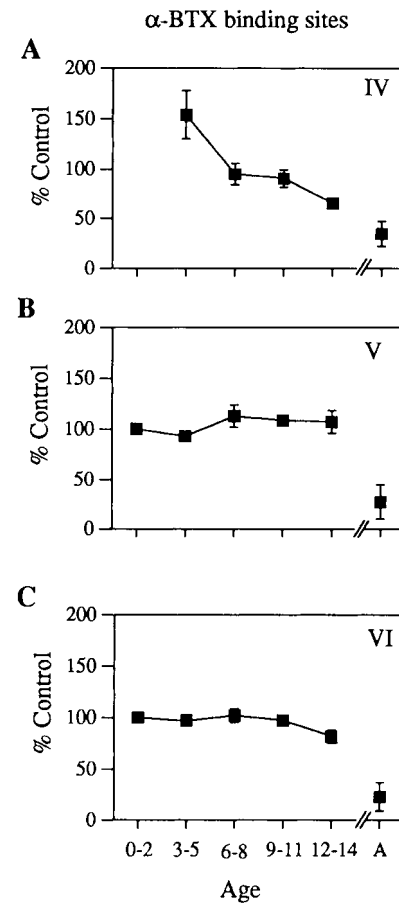 α-BTX binding sites
A
IV
200
150
100
50
0
% Control
B
V
200
150
100
50
0
% Control
C
VI
200
150
100
50
0
% Control
0-2 3-5 6-8 9-11 12-14 A
Age